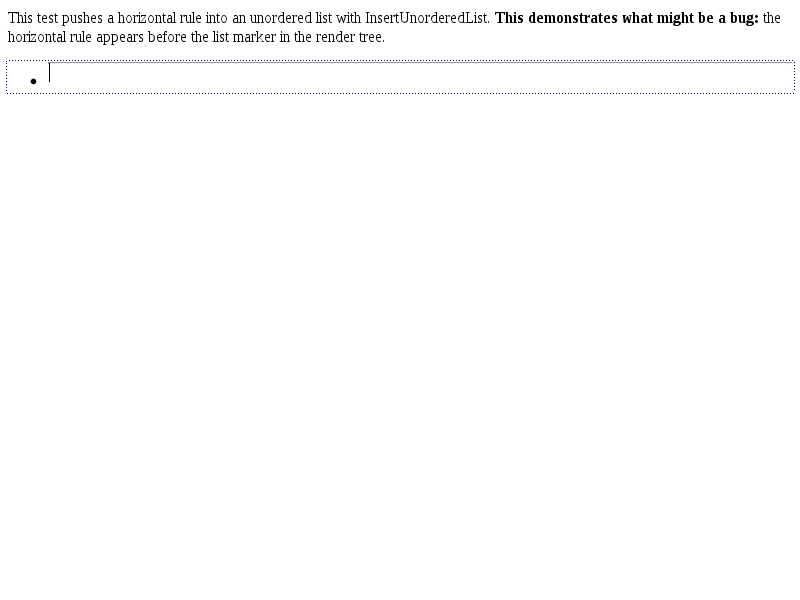 This test pushes a horizontal rule into an unordered list with InsertUnorderedList. This demonstrates what might be a bug: the
horizontal rule appears before the list marker in the render tree.